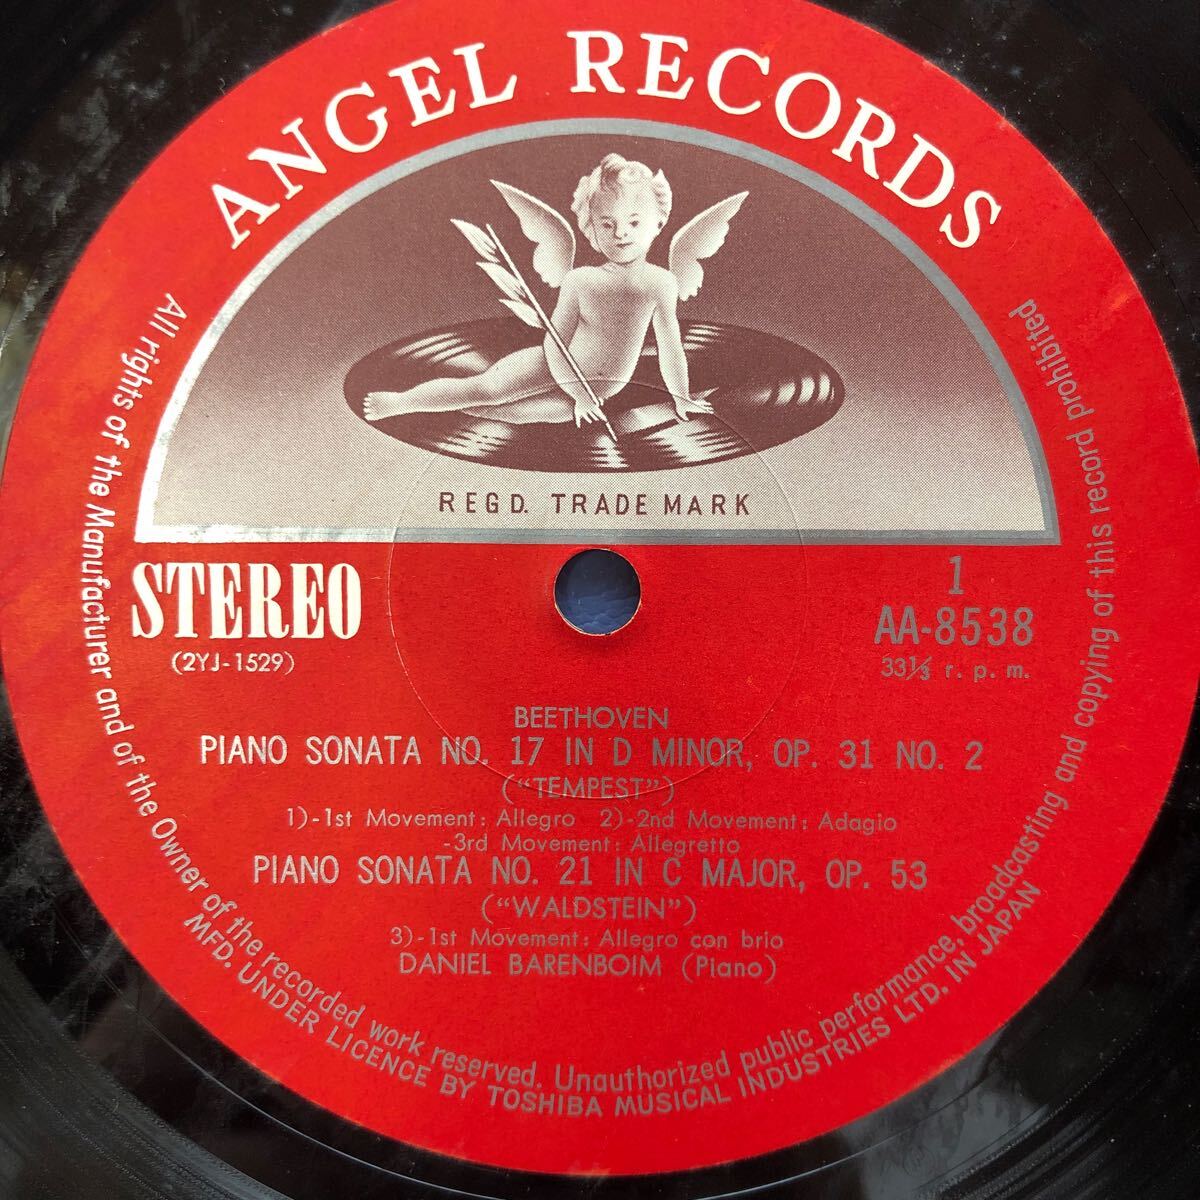 ANGEL RECORDS
REGD. TRADE MARK
STEREO
(2YJ-1529)
1
AA-8538
33⅓ r. p. m.
BEETHOVEN
PIANO SONATA NO. 17 IN D MINOR, OP. 31 NO. 2
("TEMPEST")
1)-1st Movement: Allegro 2)-2nd Movement: Adagio
-3rd Movement: Allegretto
PIANO SONATA NO. 21 IN C MAJOR, OP. 53
("WALDSTEIN")
3)-1st Movement: Allegro con brio
DANIEL BARENBOIM (Piano)
All rights of the Manufacturer and of the Owner of the recorded work reserved. Unauthorized public performance, broadcasting and copying of this record prohibited
MFD. UNDER LICENCE BY TOSHIBA MUSICAL INDUSTRIES LTD. IN JAPAN